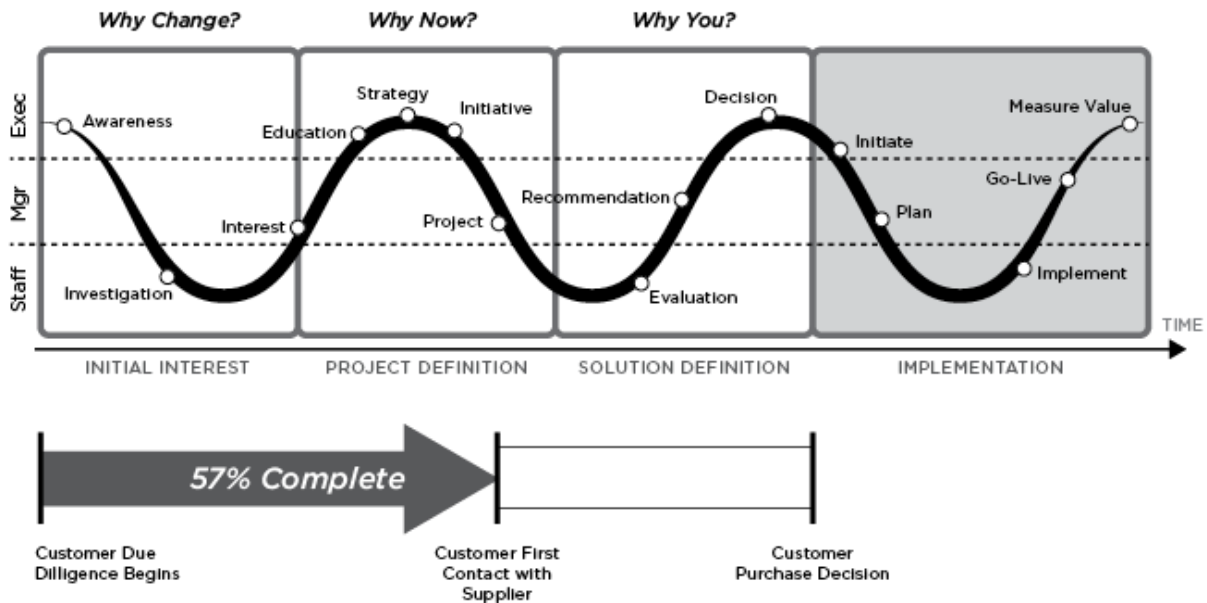 Why Change?
Why Now?
Why You?
Exec
Mgr
Staff
Awareness
Investigation
Interest
Education
Strategy
Initiative
Project
Evaluation
Recommendation
Decision
Initiate
Plan
Implement
Go-Live
Measure Value
TIME
INITIAL INTEREST
PROJECT DEFINITION
SOLUTION DEFINITION
IMPLEMENTATION
57% Complete
Customer Due
Dilligence Begins
Customer First
Contact with
Supplier
Customer
Purchase Decision